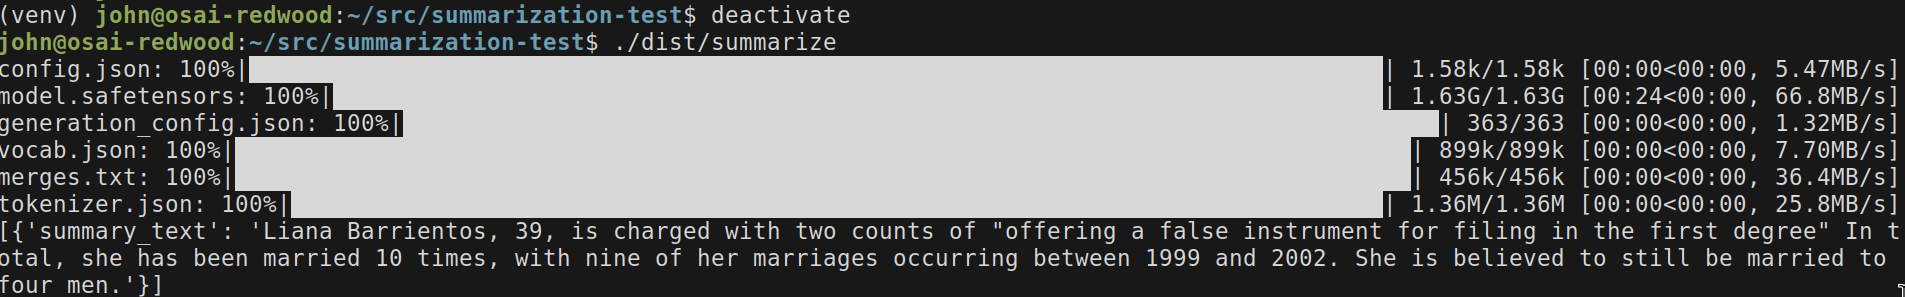 (venv) john@osai-redwood:~/src/summarization-test$ deactivate
john@osai-redwood:~/src/summarization-test$ ./dist/summarize
config.json: 100%| | 1.58k/1.58k [00:00<00:00, 5.47MB/s]
model.safetensors: 100%| | 1.63G/1.63G [00:24<00:00, 66.8MB/s]
generation_config.json: 100%| | 363/363 [00:00<00:00, 1.32MB/s]
vocab.json: 100%| | 899k/899k [00:00<00:00, 7.70MB/s]
merges.txt: 100%| | 456k/456k [00:00<00:00, 36.4MB/s]
tokenizer.json: 100%| | 1.36M/1.36M [00:00<00:00, 25.8MB/s]
[{'summary_text': 'Liana Barrientos, 39, is charged with two counts of "offering a false instrument for filing in the first degree" In t
otal, she has been married 10 times, with nine of her marriages occurring between 1999 and 2002. She is believed to still be married to
four men.'}]